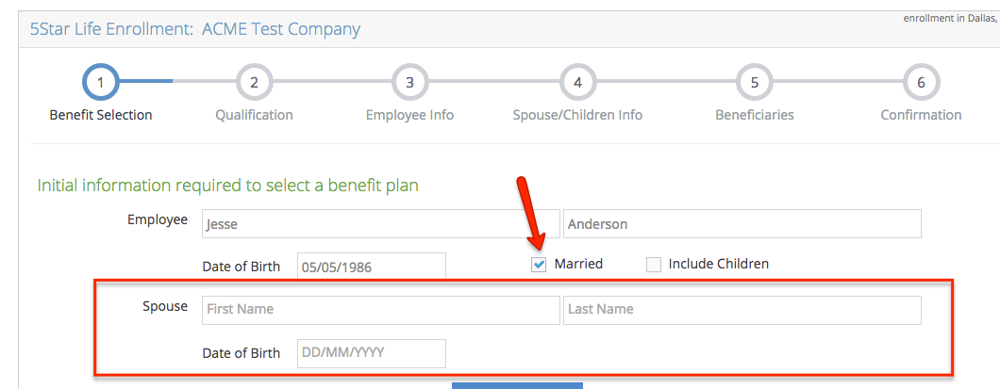 enrollment in Dallas,
5Star Life Enrollment: ACME Test Company
1 2 3 4 5 6
Benefit Selection Qualification Employee Info Spouse/Children Info Beneficiaries Confirmation
Initial information required to select a benefit plan
Employee Jesse Anderson
Date of Birth 05/05/1986 Married Include Children
Spouse First Name Last Name
Date of Birth DD/MM/YYYY